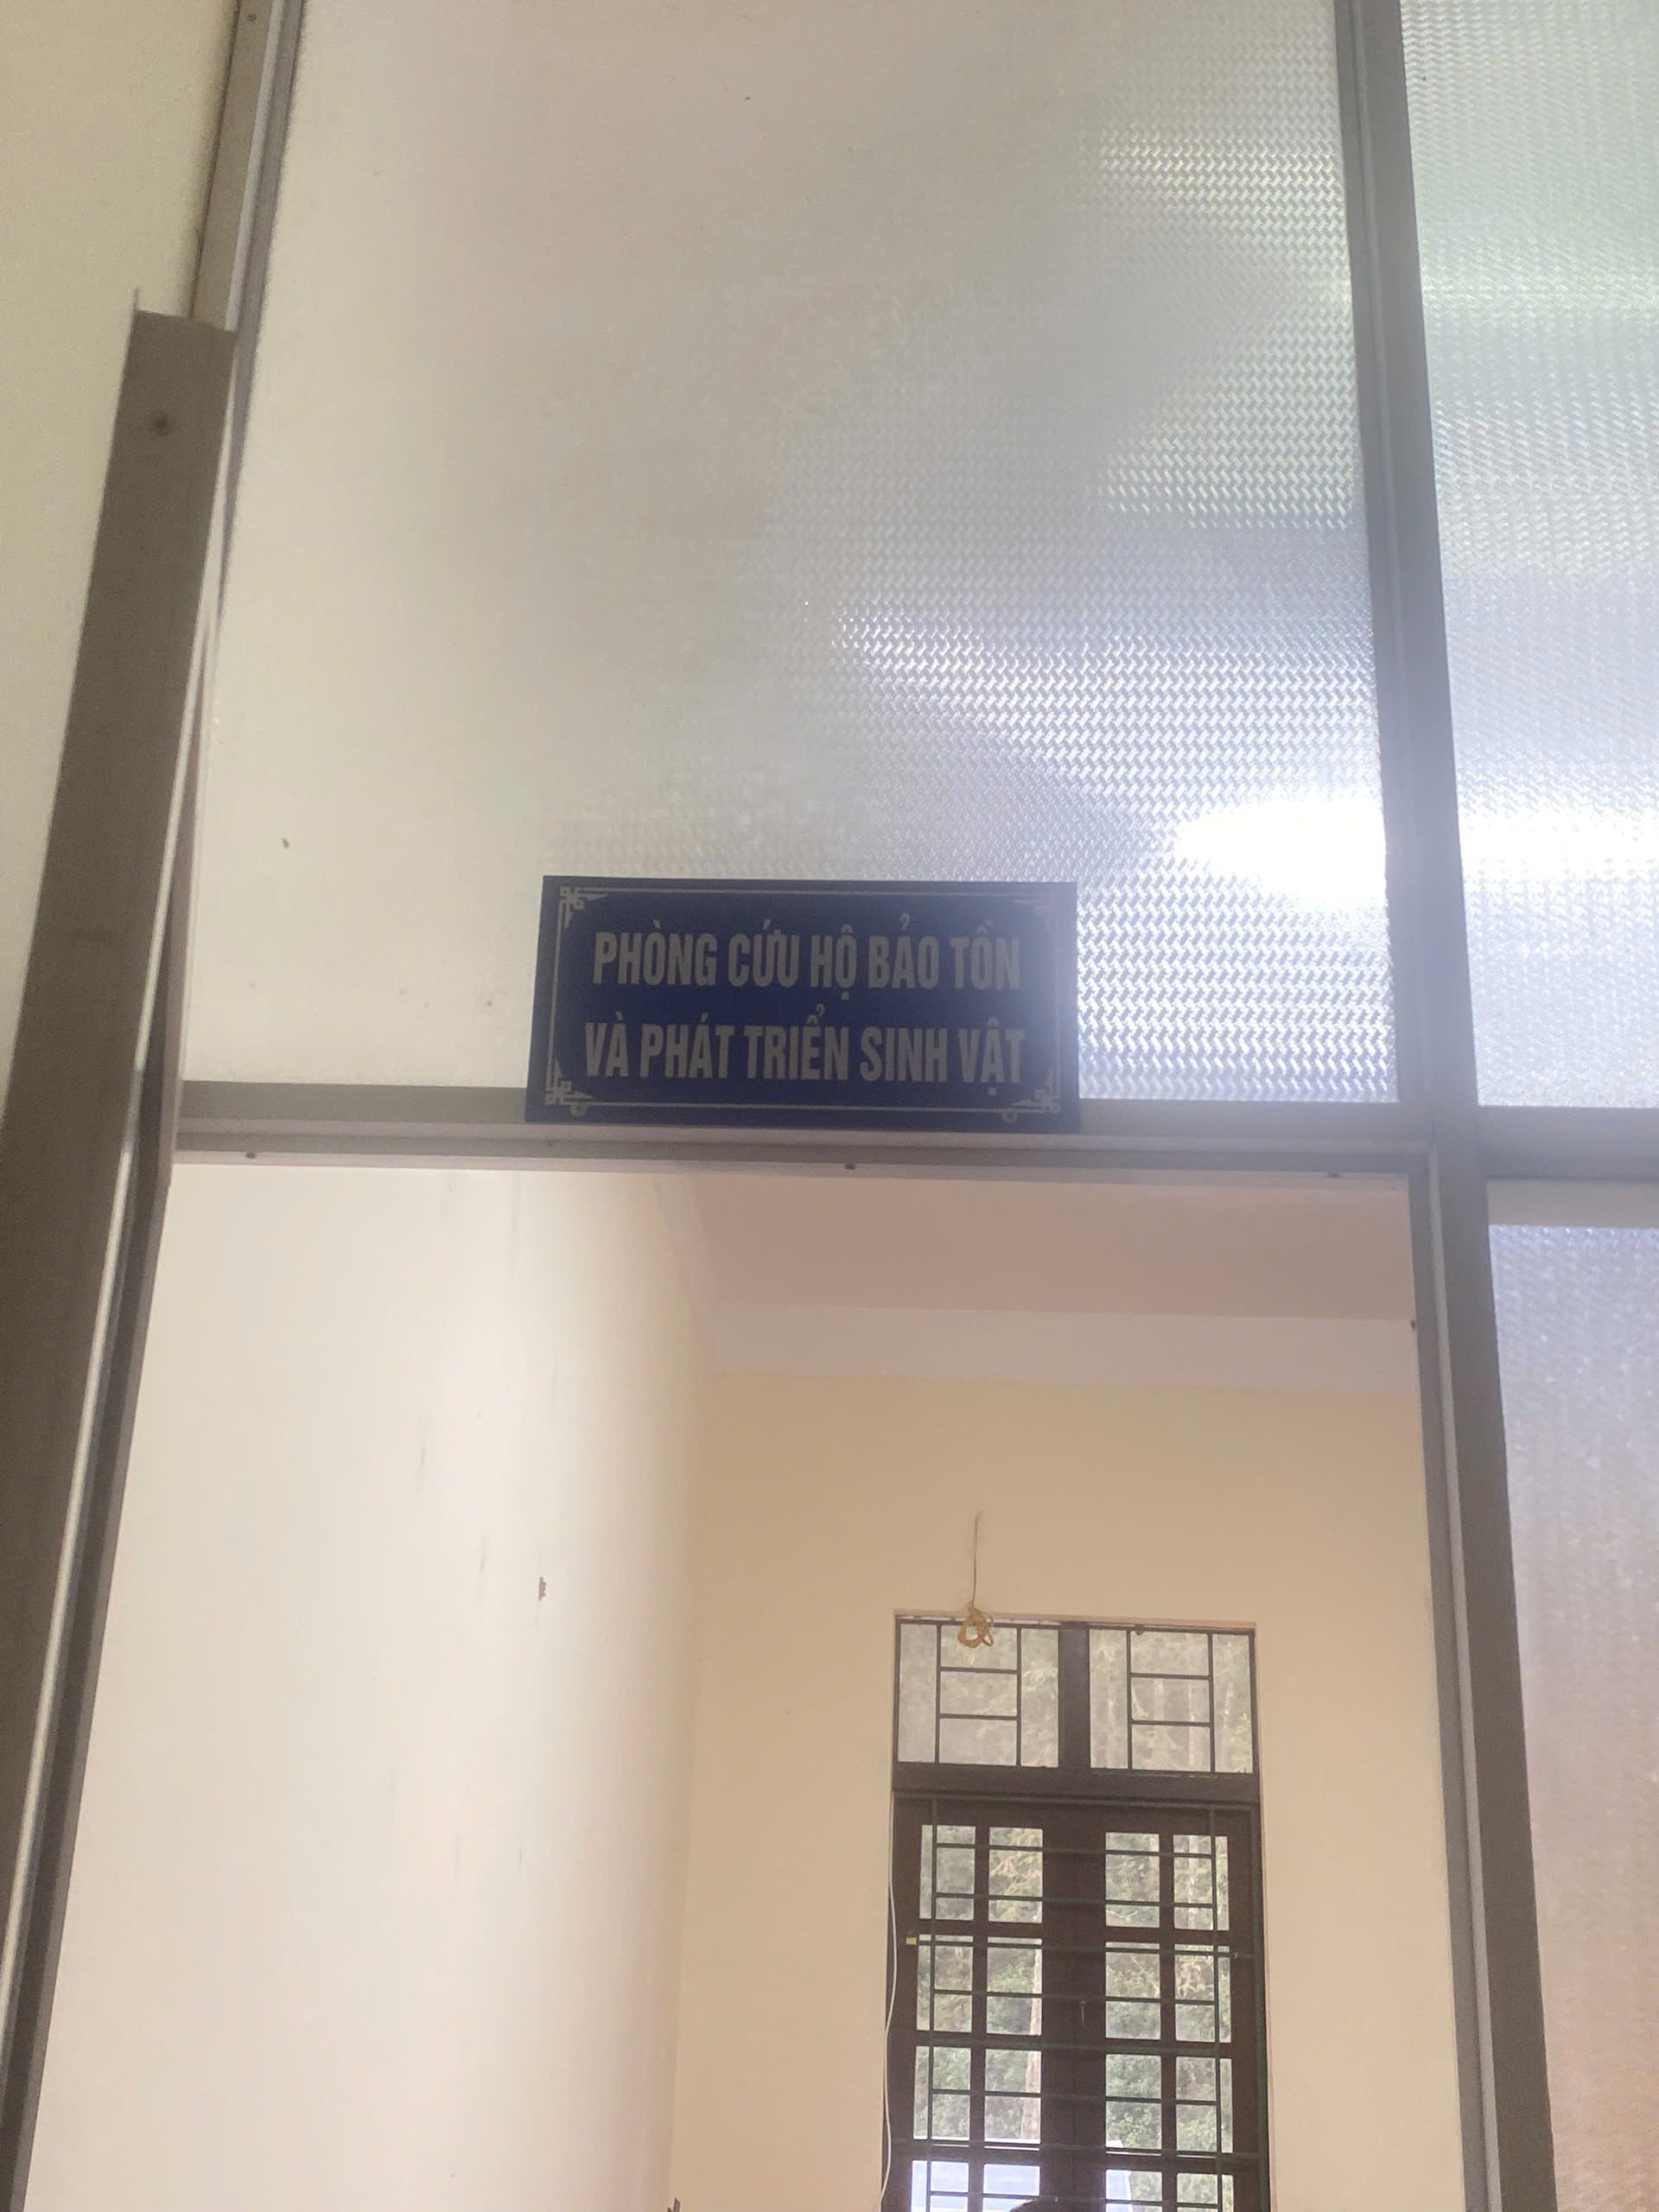 PHÒNG CỨU HỘ BẢO TỒN
VÀ PHÁT TRIỂN SINH VẬT